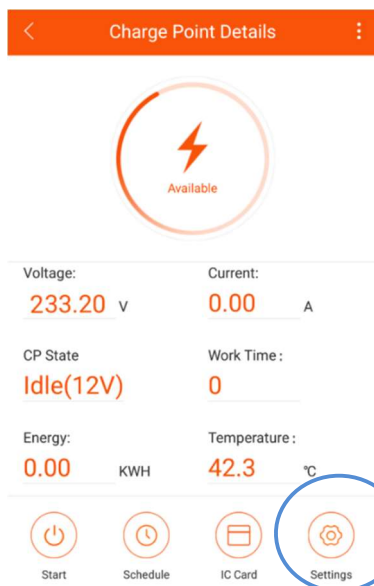 Charge Point Details
Available
Voltage: Current:
233.20 V 0.00 A
CP State Work Time :
Idle(12V) 0
Energy: Temperature :
0.00 KWH 42.3 ℃
Start Schedule IC Card Settings